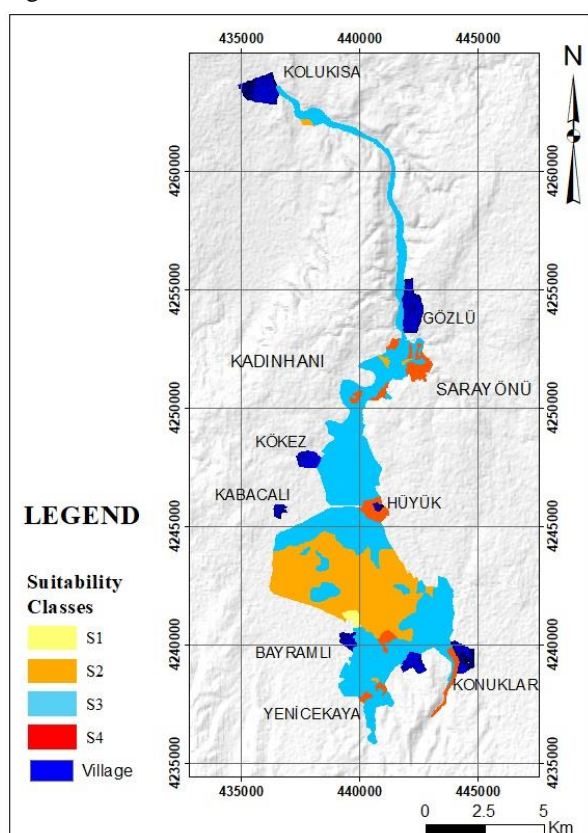 435000 440000 445000
N
KOLUKISA
4260000 4260000
4255000 4255000
GÖZLÜ
KADINHANI
SARAYÖNÜ
4250000 4250000
KÖKEZ
KABACALI
HÜYÜK
4245000 4245000
LEGEND
Suitability
Classes
S1
S2
S3
S4
Village
4240000 4240000
BAYRAMLI
KONUKLAR
YENİCEKAYA
4235000 4235000
435000 440000 445000
0 2.5 5
Km